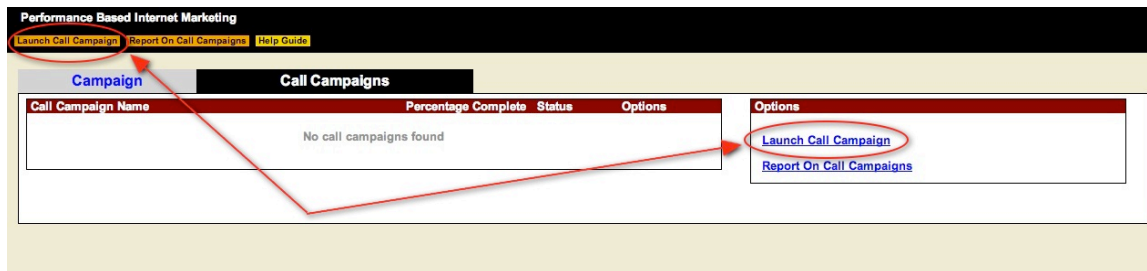 Performance Based Internet Marketing
Launch Call Campaign Report On Call Campaigns Help Guide
Campaign Call Campaigns
Call Campaign Name Percentage Complete Status Options
No call campaigns found
Options
Launch Call Campaign
Report On Call Campaigns